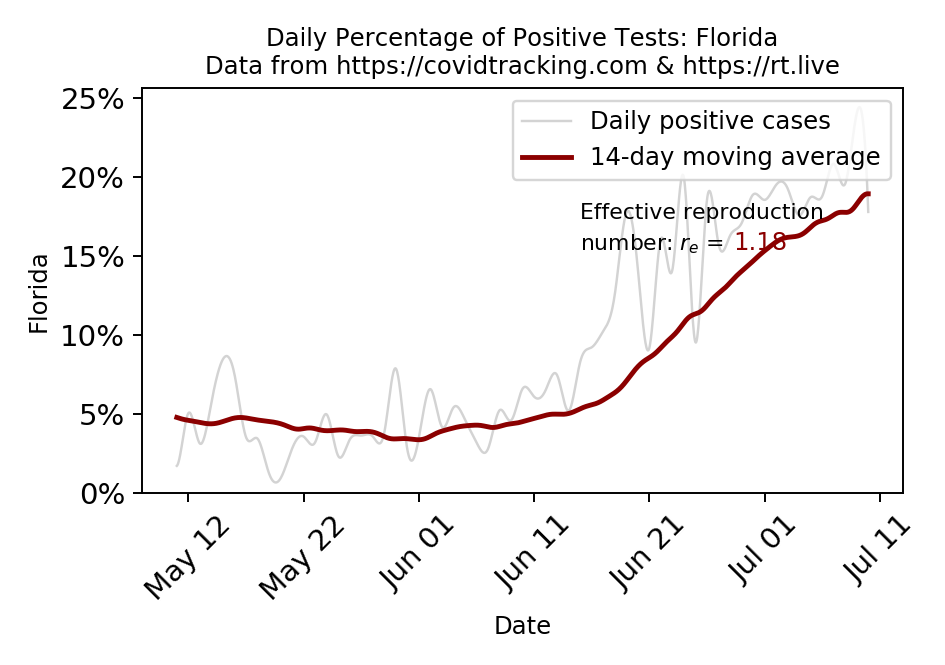 Daily Percentage of Positive Tests: Florida
Data from https://covidtracking.com & https://rt.live
25%
20%
15%
10%
5%
0%
Florida
Daily positive cases
14-day moving average
Effective reproduction
number: rₑ = 1.18
May 12
May 22
Jun 01
Jun 11
Jun 21
Jul 01
Jul 11
Date